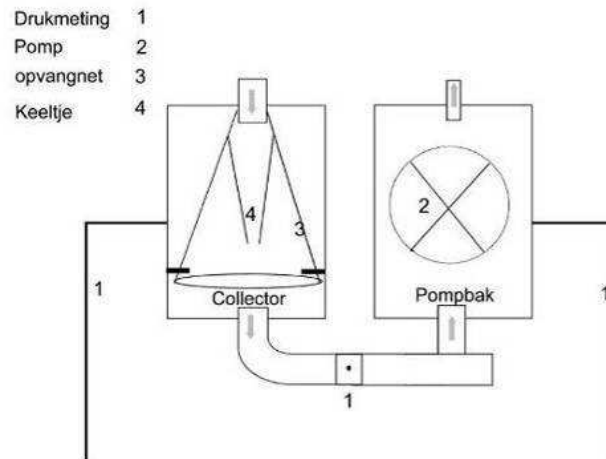 Drukmeting 1
Pomp 2
opvangnet 3
Keeltje 4
4
3
2
1
1
Collector
Pompbak
1